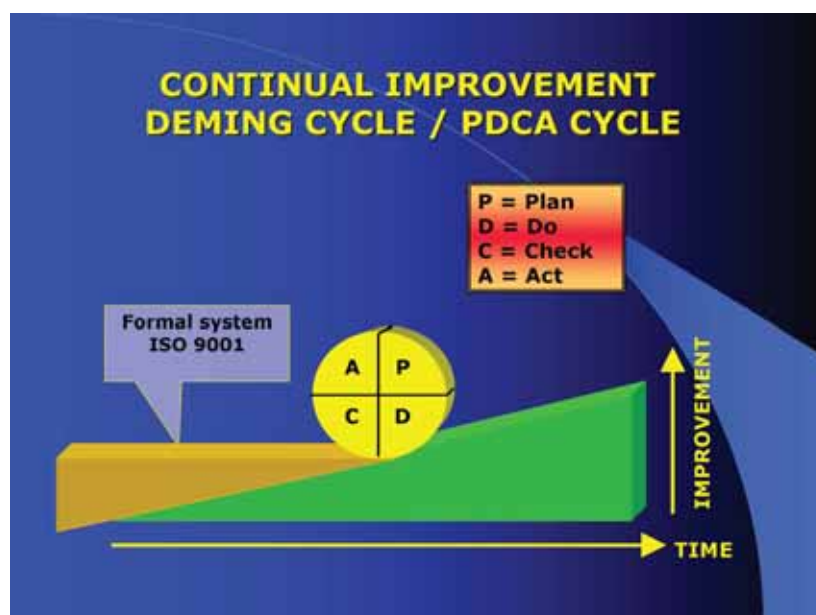 CONTINUAL IMPROVEMENT
DEMING CYCLE / PDCA CYCLE
P = Plan
D = Do
C = Check
A = Act
Formal system
ISO 9001
A P
C D
IMPROVEMENT
TIME